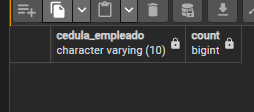 cedula_empleado count
character varying (10) bigint